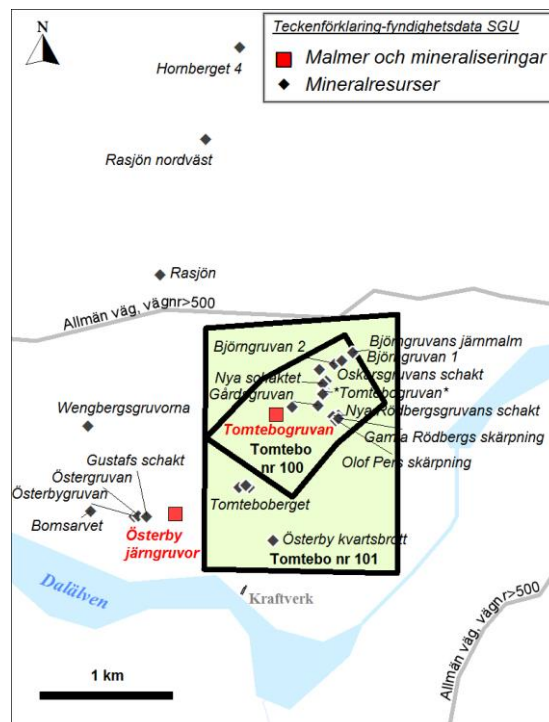 Teckenförklaring-fyndighetsdata SGU
Malmer och mineraliseringar
Mineralresurser
N
Hornberget 4
Rasjön nordväst
Rasjön
Allmän väg, vägnr>500
Björngruvans järnmalm
Björngruvan 2
Björngruvan 1
Oskarsgruvans schakt
Nya schaktet
*Tomtebogruvan*
Gårdsgruvan
Nya Rödbergsgruvans schakt
Wengbergsgruvorna
Tomtebogruvan
Gamla Rödbergs skärpning
Tomtebo
nr 100
Olof Pers skärpning
Gustafs schakt
Östergruvan
Österbygruvan
Tomteboberget
Bomsarvet
Österby
järngruvor
Österby kvartsbrott
Tomtebo nr 101
Dalälven
Kraftverk
Allmän väg, vägnr>500
1 km